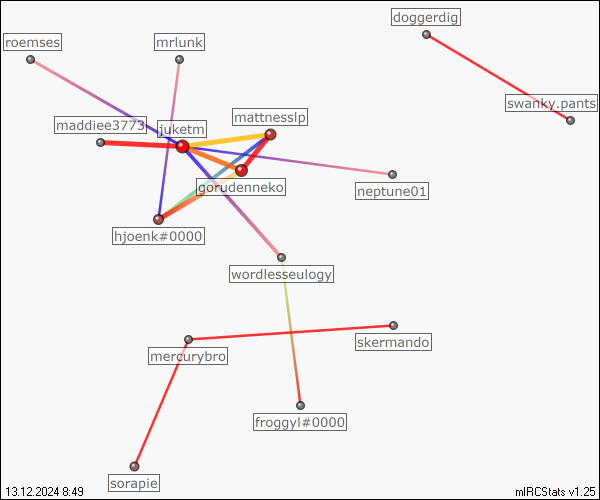 doggerdig
roemses
mrlunk
swanky.pants
mattnesslp
maddiee3773
juketm
gorudenneko
neptune01
hjoenk#0000
wordlesseulogy
skermando
mercurybro
froggyl#0000
sorapie
13.12.2024 8:49
mIRCStats v1.25